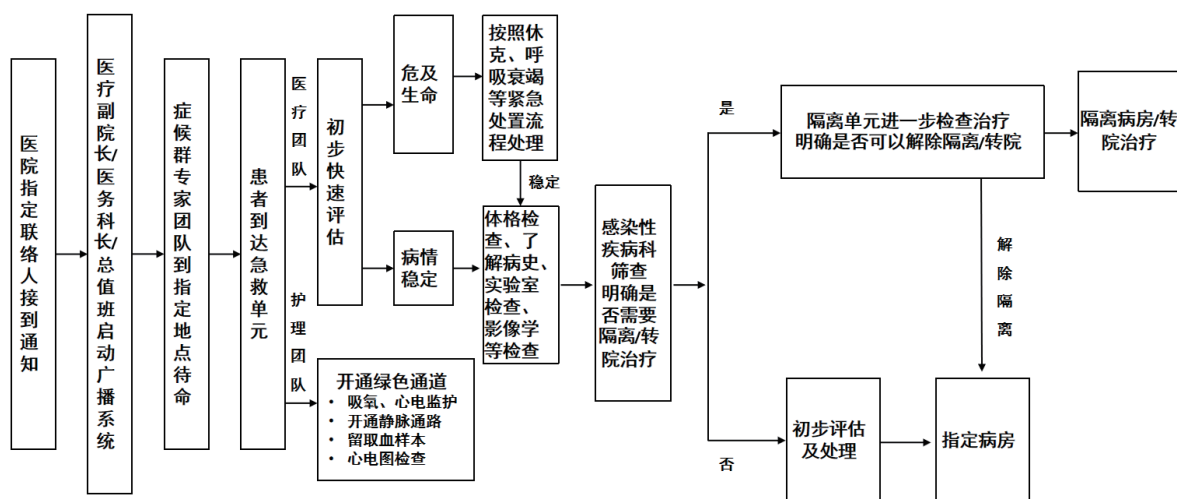 医院指定联络人接到通知
医疗副院长/医务科长/总值班启动广播系统
症候群专家团队到指定地点待命
患者到达急救单元
医疗团队
护理团队
初步快速评估
危及
生命
按照休
克、呼
吸衰竭
等紧急
处置流
程处理
稳定
病情
稳定
体格检
查、了
解病史、
实验室
检查、
影像学
等检查
开通绿色通道
• 吸氧、心电监护
• 开通静脉通路
• 留取血样本
• 心电图检查
感染性
疾病科
筛查
明确是
否需要
隔离/转
院治疗
是
隔离单元进一步检查治疗
明确是否可以解除隔离/转院
隔离病房/转
院治疗
解除隔离
否
初步评估
及处理
指定病房